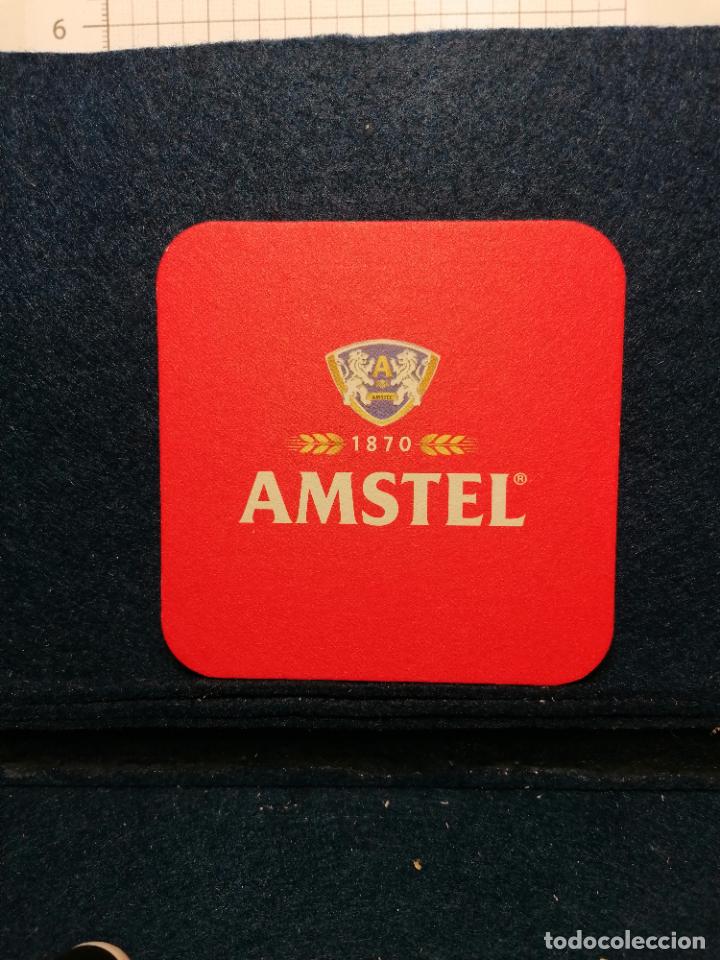 6
A
AMSTEL
1870
AMSTEL®
todocoleccion